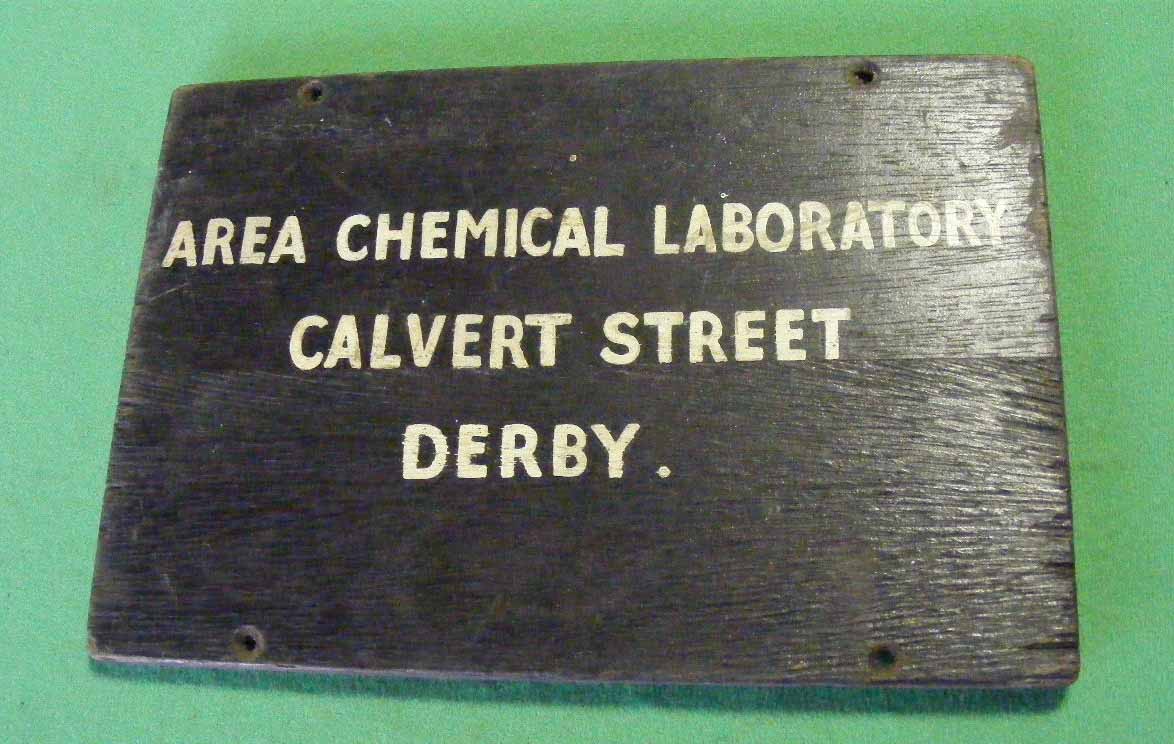 AREA CHEMICAL LABORATORY
CALVERT STREET
DERBY.